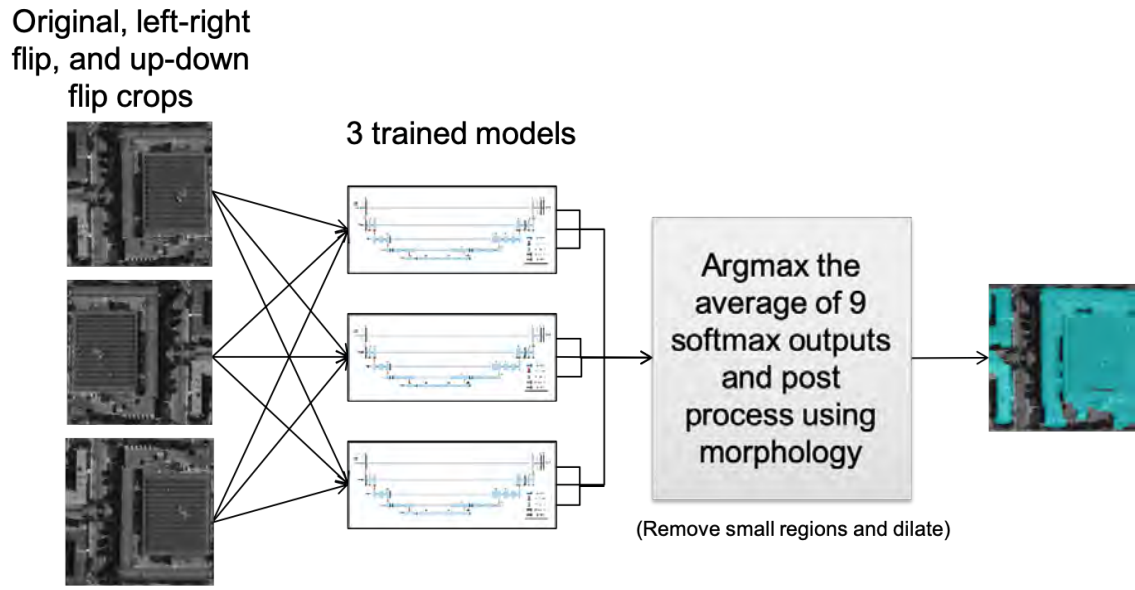 Original, left-right
flip, and up-down
flip crops
3 trained models
Argmax the
average of 9
softmax outputs
and post
process using
morphology
(Remove small regions and dilate)